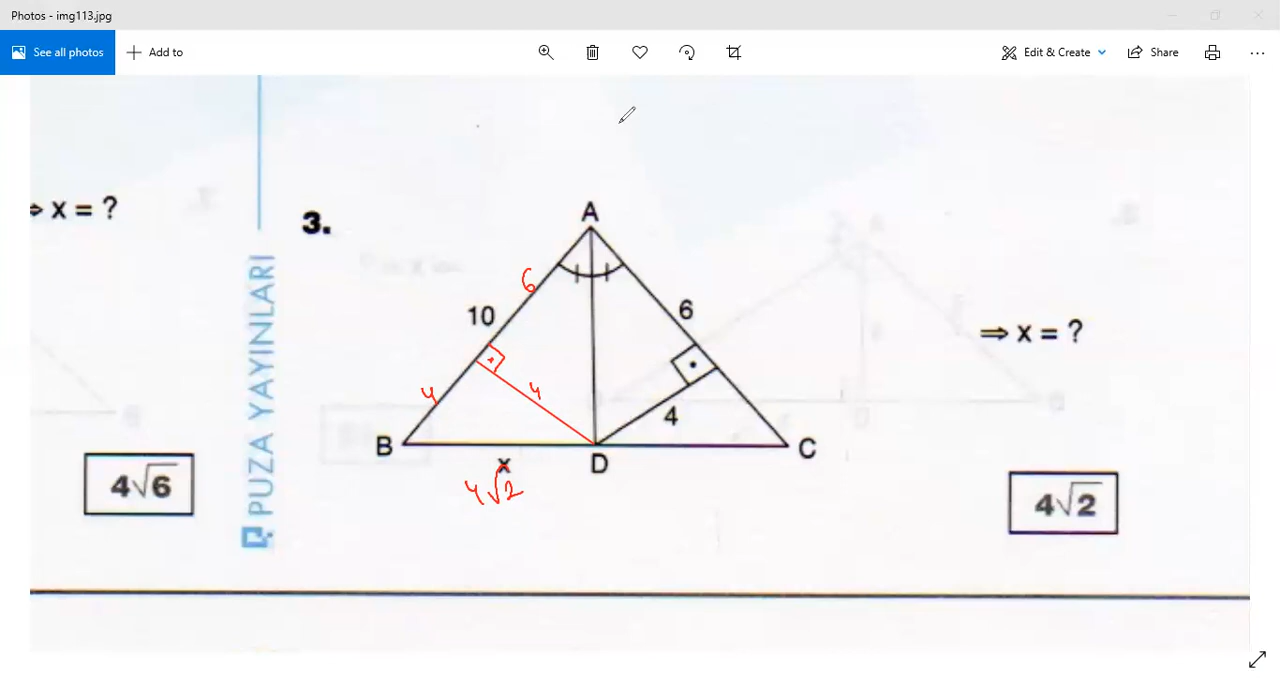 Photos - img113.jpg
See all photos
Add to
Edit & Create
Share
⇒ x = ?
PUZA YAYINLARI
4√6
3.
A
6
10
6
⇒ x = ?
4
4
4
B
x
D
C
4√2
4√2